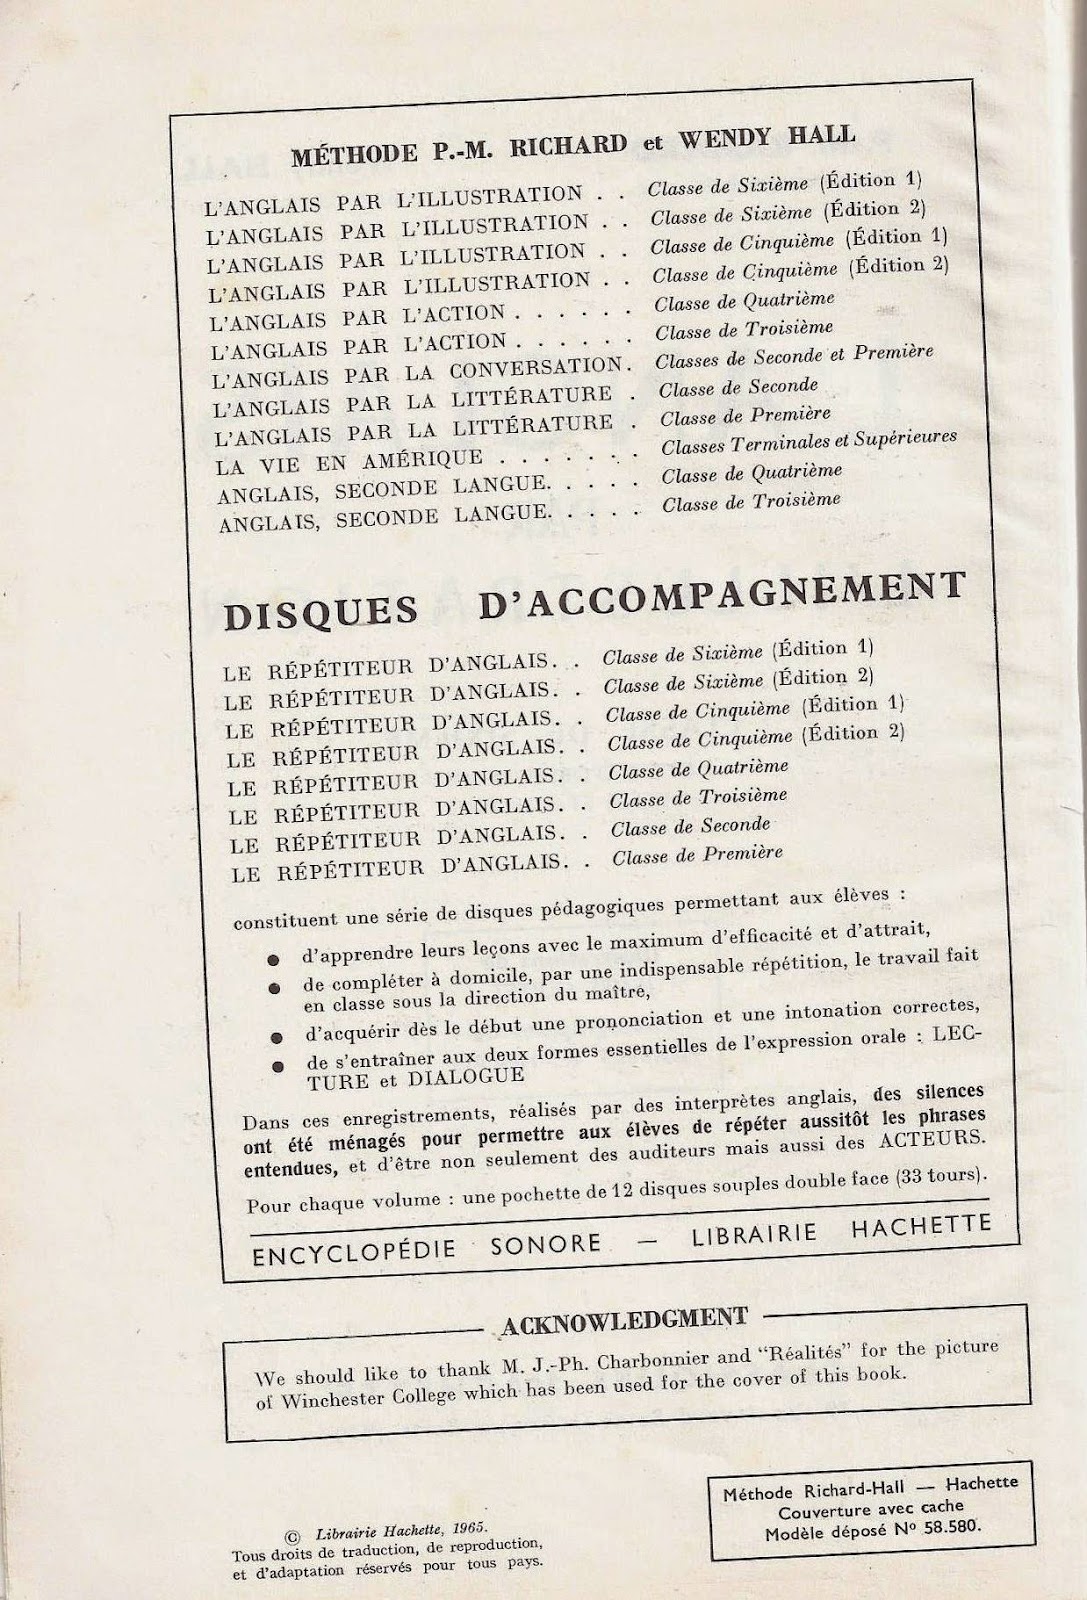 MÉTHODE P.-M. RICHARD et WENDY HALL
L'ANGLAIS PAR L'ILLUSTRATION . . Classe de Sixième (Édition 1)
L'ANGLAIS PAR L'ILLUSTRATION . . Classe de Sixième (Édition 2)
L'ANGLAIS PAR L'ILLUSTRATION . . Classe de Cinquième (Édition 1)
L'ANGLAIS PAR L'ILLUSTRATION . . Classe de Cinquième (Édition 2)
L'ANGLAIS PAR L'ACTION . . . . . . Classe de Quatrième
L'ANGLAIS PAR L'ACTION . . . . . . Classe de Troisième
L'ANGLAIS PAR LA CONVERSATION. Classes de Seconde et Première
L'ANGLAIS PAR LA LITTÉRATURE . Classe de Seconde
L'ANGLAIS PAR LA LITTÉRATURE . Classe de Première
LA VIE EN AMÉRIQUE . . . . . . . Classes Terminales et Supérieures
ANGLAIS, SECONDE LANGUE. . . . . Classe de Quatrième
ANGLAIS, SECONDE LANGUE. . . . . Classe de Troisième
DISQUES D'ACCOMPAGNEMENT
LE RÉPÉTITEUR D'ANGLAIS. . Classe de Sixième (Édition 1)
LE RÉPÉTITEUR D'ANGLAIS. . Classe de Sixième (Édition 2)
LE RÉPÉTITEUR D'ANGLAIS. . Classe de Cinquième (Édition 1)
LE RÉPÉTITEUR D'ANGLAIS. . Classe de Cinquième (Édition 2)
LE RÉPÉTITEUR D'ANGLAIS. . Classe de Quatrième
LE RÉPÉTITEUR D'ANGLAIS. . Classe de Troisième
LE RÉPÉTITEUR D'ANGLAIS. . Classe de Seconde
LE RÉPÉTITEUR D'ANGLAIS. . Classe de Première
constituent une série de disques pédagogiques permettant aux élèves :
● d'apprendre leurs leçons avec le maximum d'efficacité et d'attrait,
● de compléter à domicile, par une indispensable répétition, le travail fait
en classe sous la direction du maître,
● d'acquérir dès le début une prononciation et une intonation correctes,
● de s'entraîner aux deux formes essentielles de l'expression orale : LEC-
TURE et DIALOGUE
Dans ces enregistrements, réalisés par des interprètes anglais, des silences
ont été ménagés pour permettre aux élèves de répéter aussitôt les phrases
entendues, et d'être non seulement des auditeurs mais aussi des ACTEURS.
Pour chaque volume : une pochette de 12 disques souples double face (33 tours).
ENCYCLOPÉDIE SONORE — LIBRAIRIE HACHETTE
ACKNOWLEDGMENT
We should like to thank M. J.-Ph. Charbonnier and “Réalités” for the picture
of Winchester College which has been used for the cover of this book.
Méthode Richard-Hall — Hachette
Couverture avec cache
Modèle déposé Nº 58.580.
© Librairie Hachette, 1965.
Tous droits de traduction, de reproduction,
et d'adaptation réservés pour tous pays.